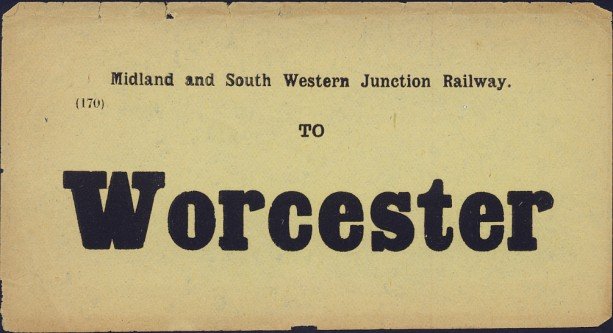 Midland and South Western Junction Railway.
(170)
TO
Worcester